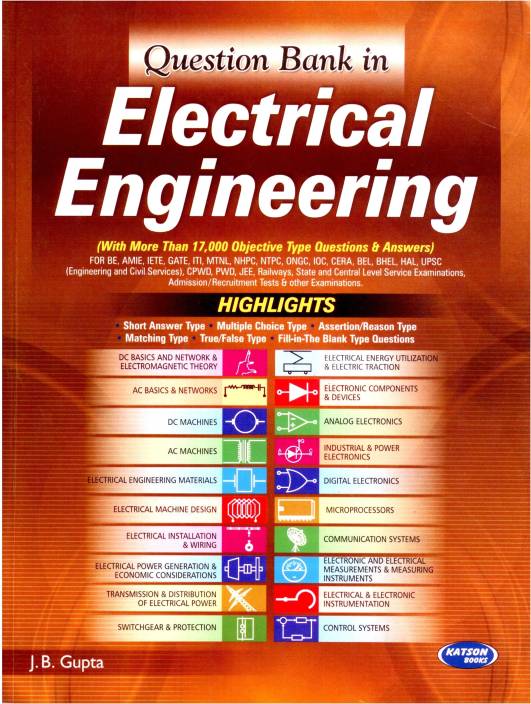 Question Bank in
Electrical
Engineering
(With More Than 17,000 Objective Type Questions & Answers)
FOR BE, AMIE, IETE, GATE, ITI, MTNL, NHPC, NTPC, ONGC, IOC, CERA, BEL, BHEL, HAL, UPSC
(Engineering and Civil Services), CPWD, PWD, JEE, Railways, State and Central Level Service Examinations,
Admission/Recruitment Tests & other Examinations.
HIGHLIGHTS
• Short Answer Type • Multiple Choice Type • Assertion/Reason Type
• Matching Type • True/False Type • Fill-in-The Blank Type Questions
DC BASICS AND NETWORK &
ELECTROMAGNETIC THEORY
AC BASICS & NETWORKS
DC MACHINES
AC MACHINES
ELECTRICAL ENGINEERING MATERIALS
ELECTRICAL MACHINE DESIGN
ELECTRICAL INSTALLATION
& WIRING
ELECTRICAL POWER GENERATION &
ECONOMIC CONSIDERATIONS
TRANSMISSION & DISTRIBUTION
OF ELECTRICAL POWER
SWITCHGEAR & PROTECTION
ELECTRICAL ENERGY UTILIZATION
& ELECTRIC TRACTION
ELECTRONIC COMPONENTS
& DEVICES
ANALOG ELECTRONICS
INDUSTRIAL & POWER
ELECTRONICS
DIGITAL ELECTRONICS
MICROPROCESSORS
COMMUNICATION SYSTEMS
ELECTRONIC AND ELECTRICAL
MEASUREMENTS & MEASURING
INSTRUMENTS
ELECTRICAL & ELECTRONIC
INSTRUMENTATION
CONTROL SYSTEMS
J.B. Gupta
KATSON
BOOKS